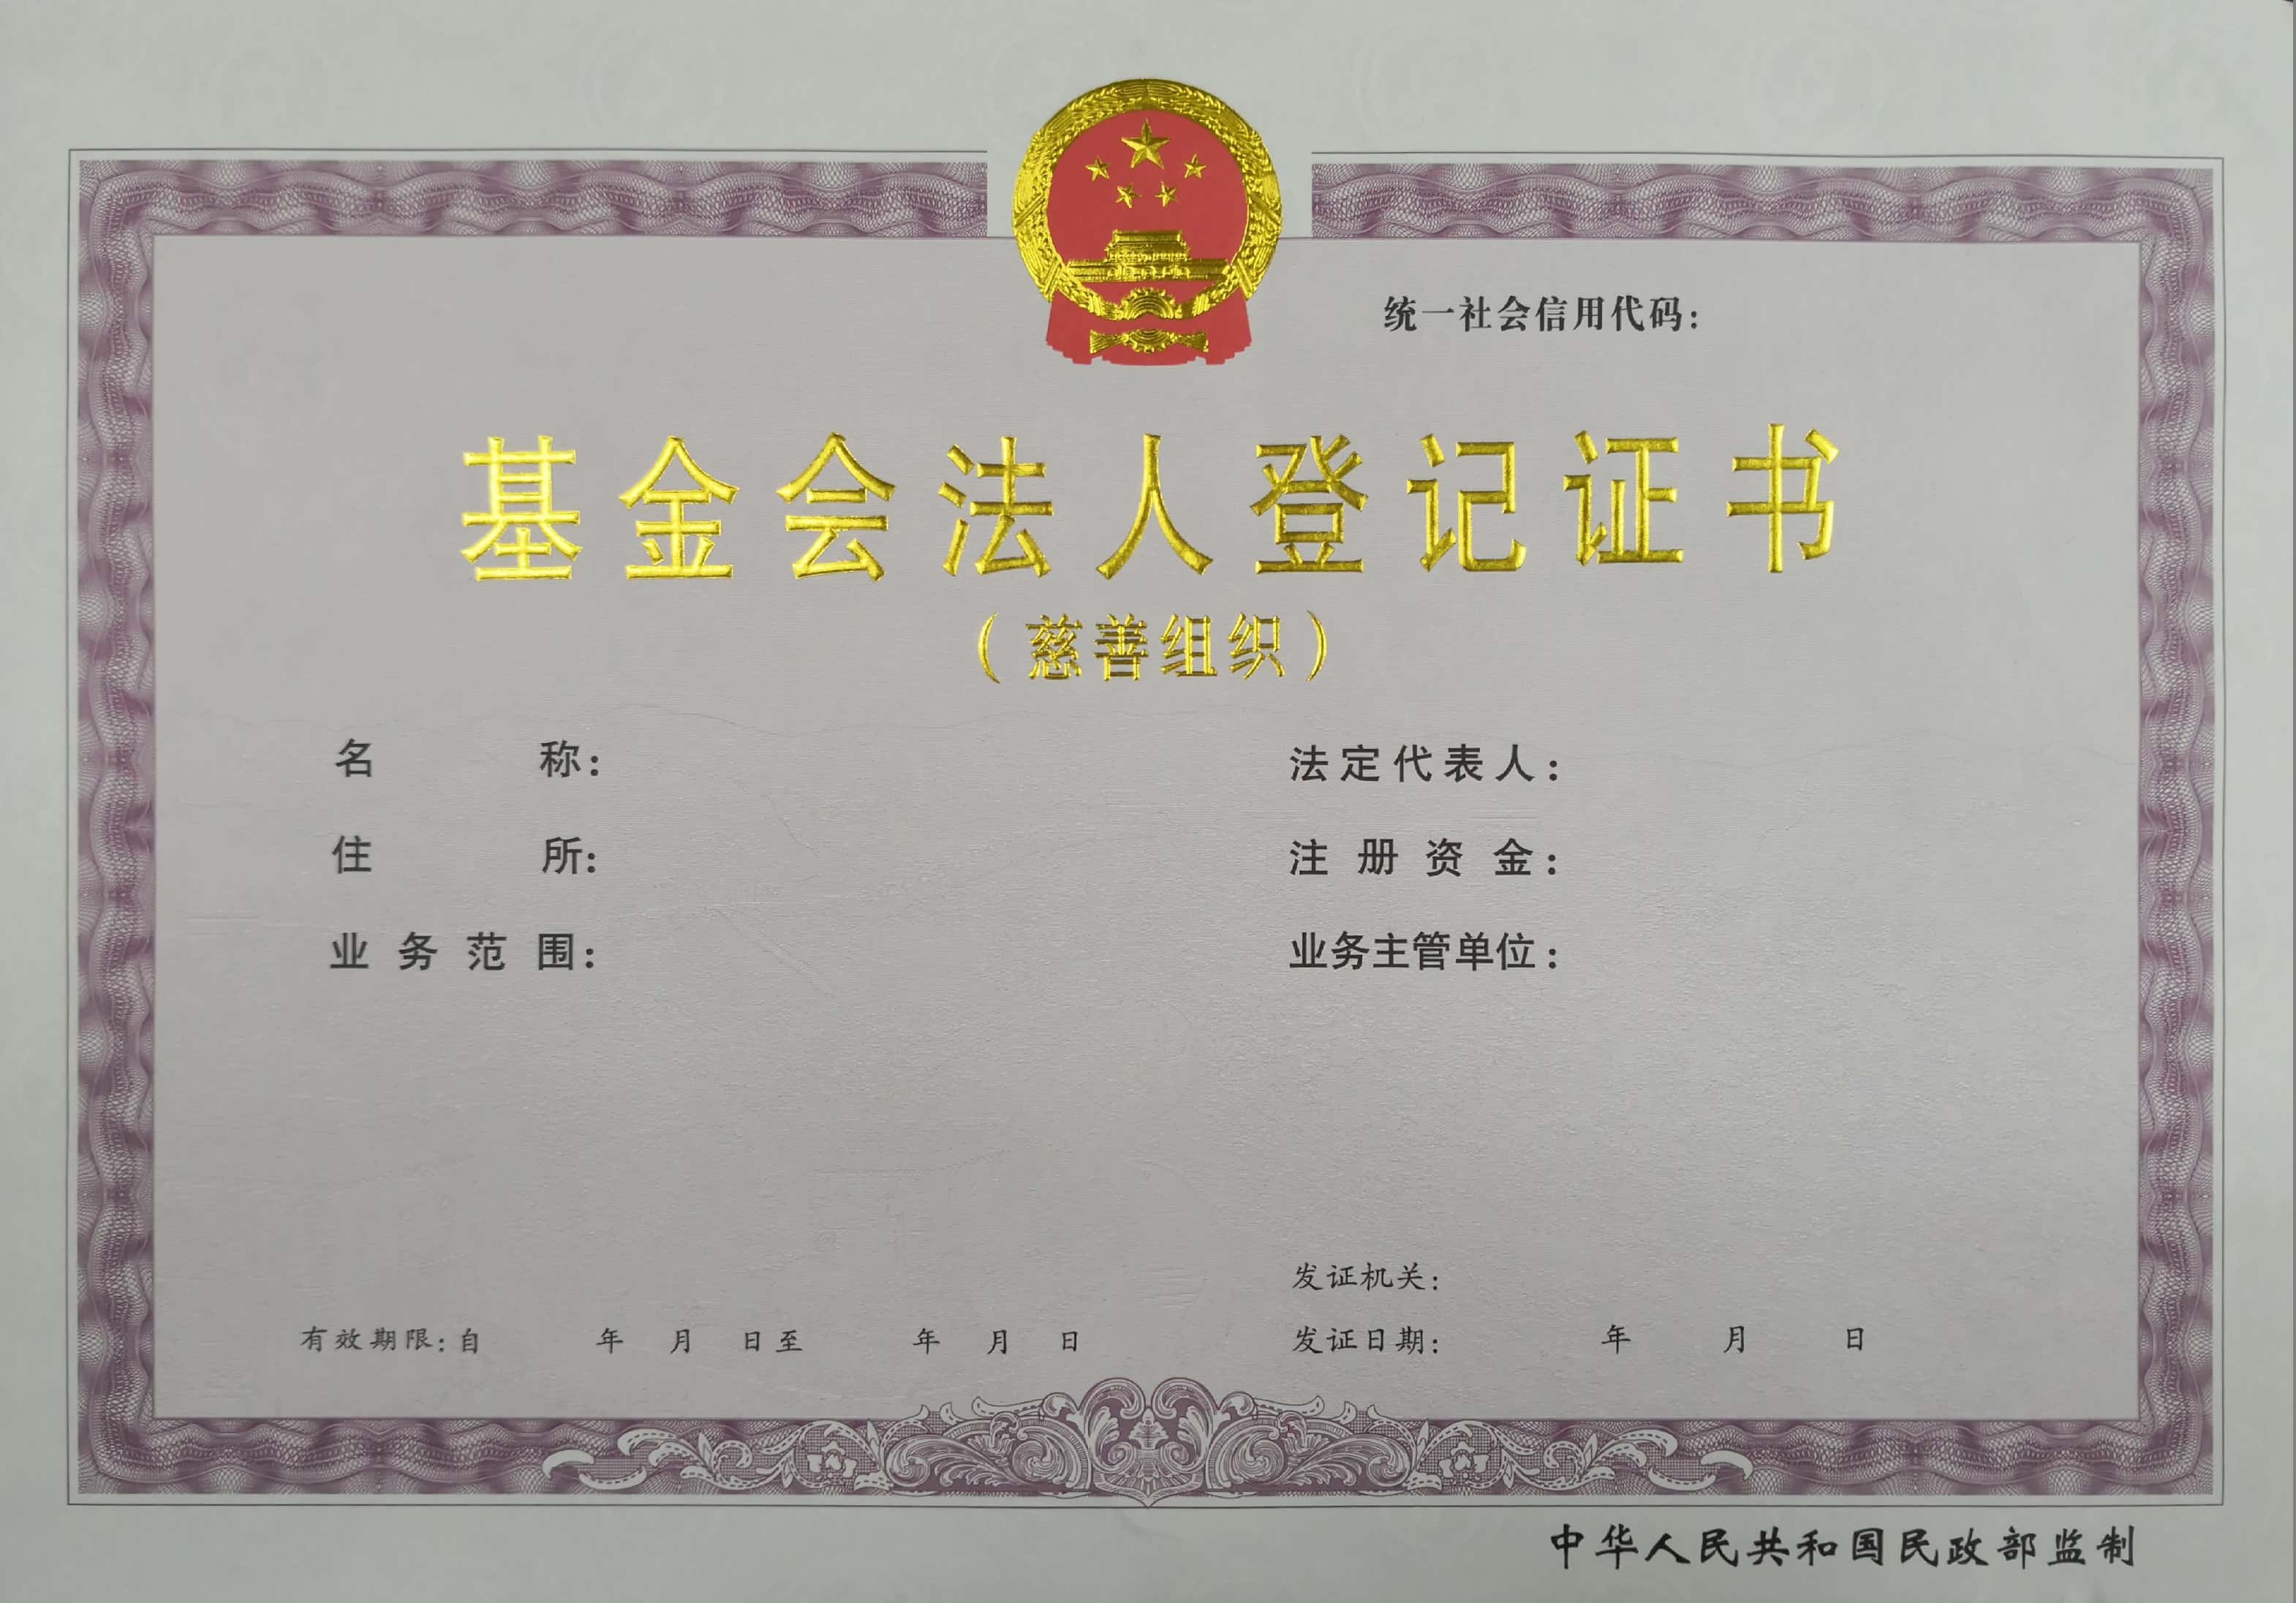 统一社会信用代码：
基金会法人登记证书
（慈善组织）
名称：
法定代表人：
住所：
注册资金：
业务范围：
业务主管单位：
发证机关：
有效期限：自 年 月 日至 年 月 日
发证日期： 年 月 日
中华人民共和国民政部监制